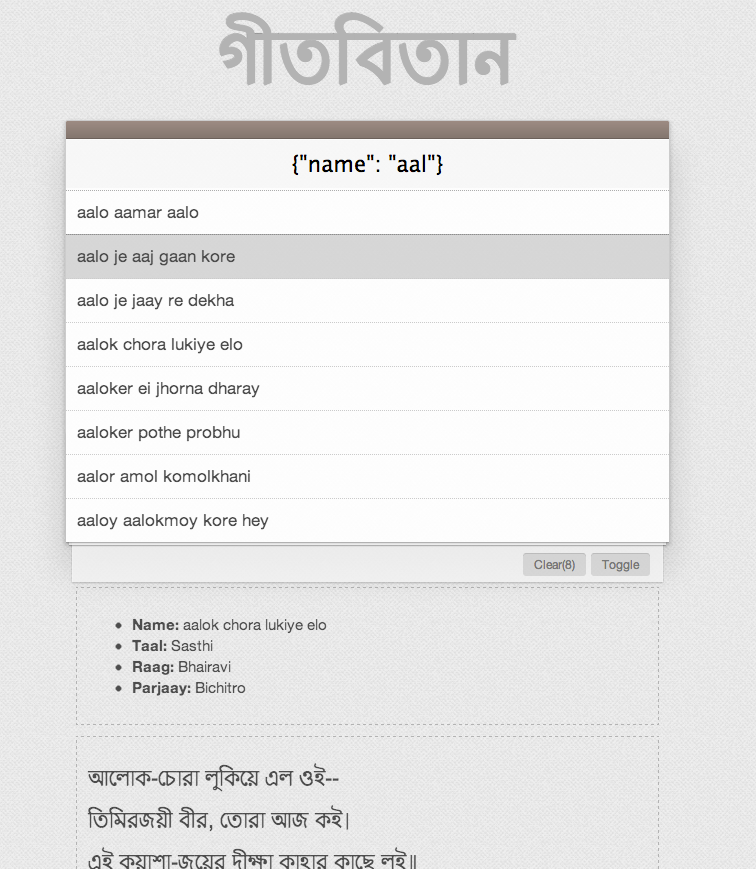 গীতবিতান
{"name": "aal"}
aalo aamar aalo
aalo je aaj gaan kore
aalo je jaay re dekha
aalok chora lukiye elo
aaloker ei jhorna dharay
aaloker pothe probhu
aalor amol komolkhani
aaloy aalokmoy kore hey
Clear(8) Toggle
Name: aalok chora lukiye elo
Taal: Sasthi
Raag: Bhairavi
Parjaay: Bichitro
আলোক-চোরা লুকিয়ে এল ওই--
তিমিরজয়ী বীর, তোরা আজ কই।
এই কুয়াশা-জয়ের দীক্ষা কাহার কাছে লই॥